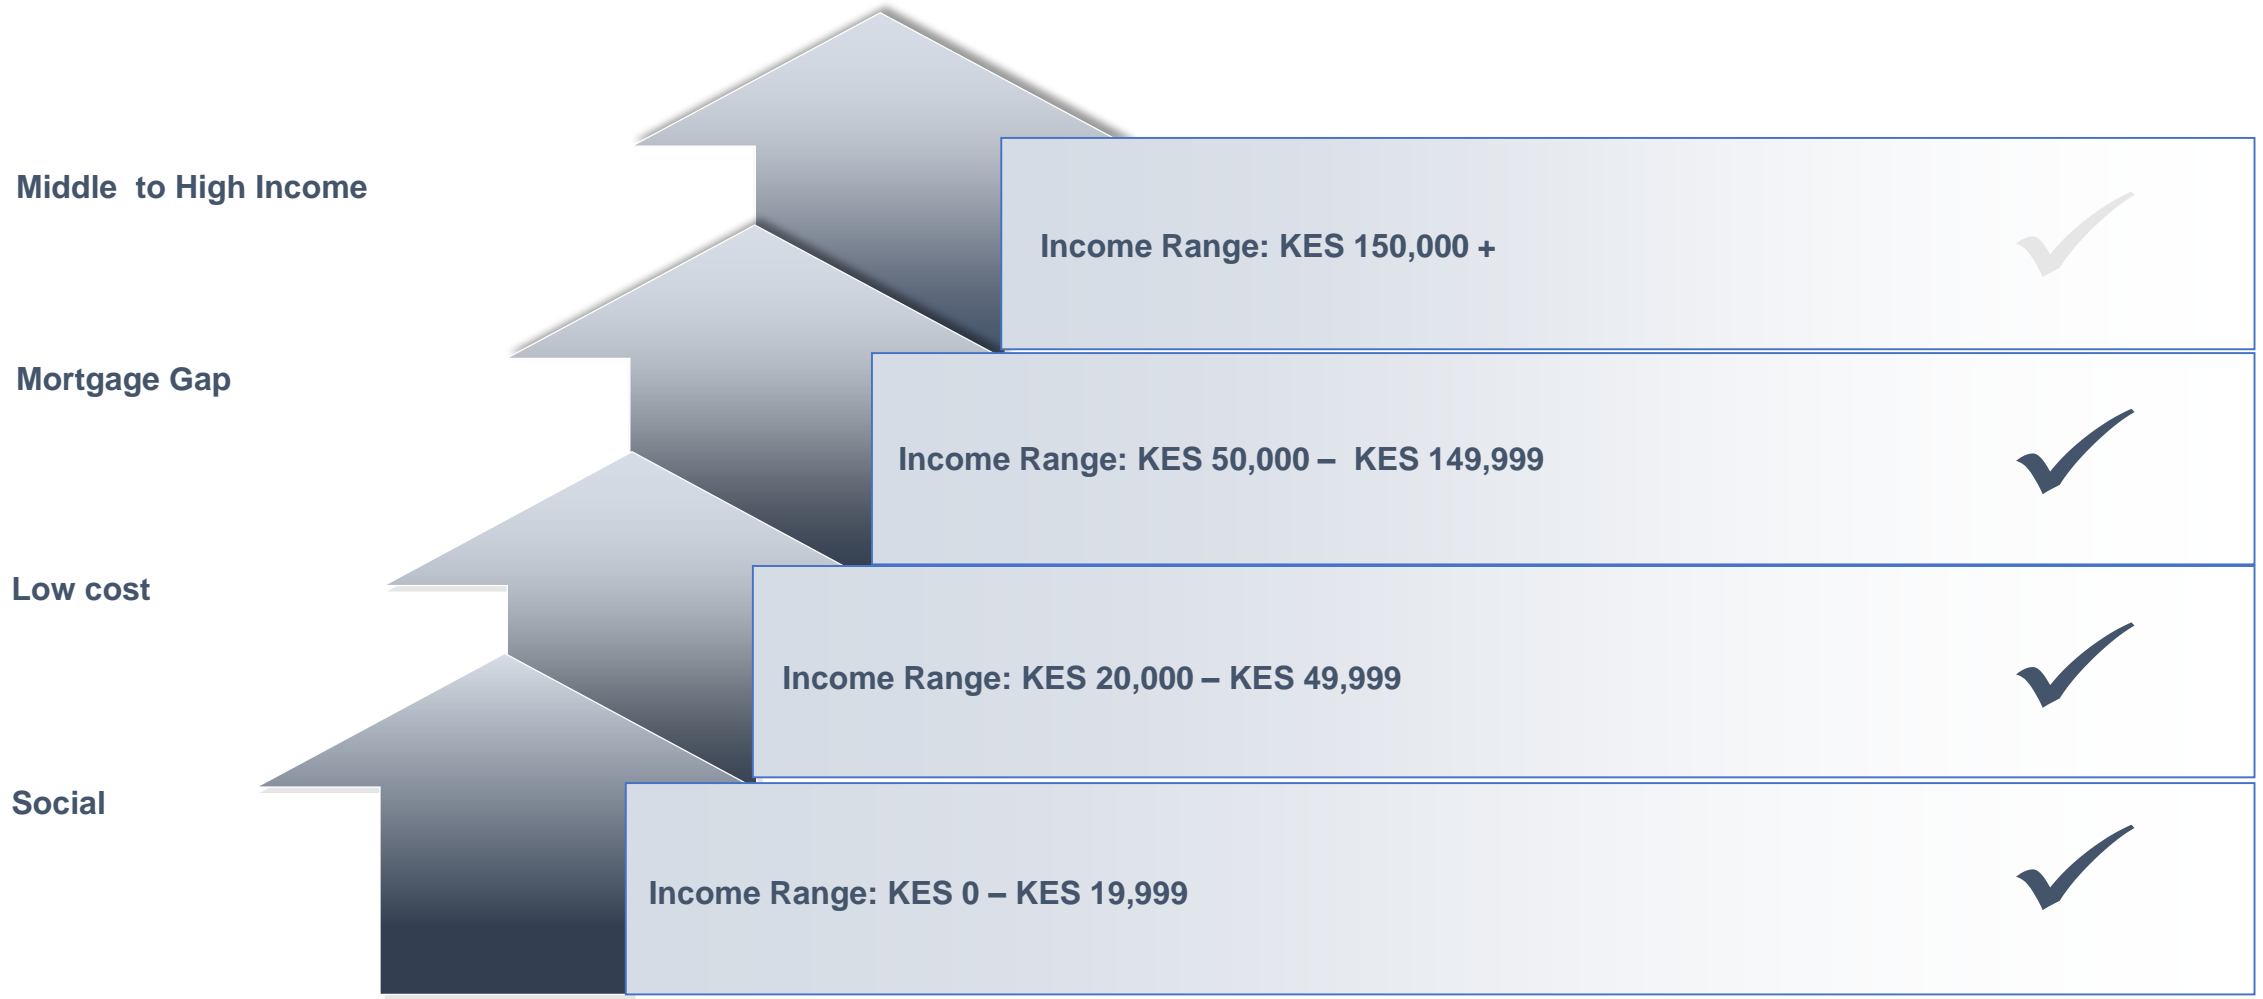 Middle  to High Income
Income Range: KES 150,000 +
Mortgage Gap
Income Range: KES 50,000 –  KES 149,999
Low cost
Income Range: KES 20,000 – KES 49,999
Social
Income Range: KES 0 – KES 19,999